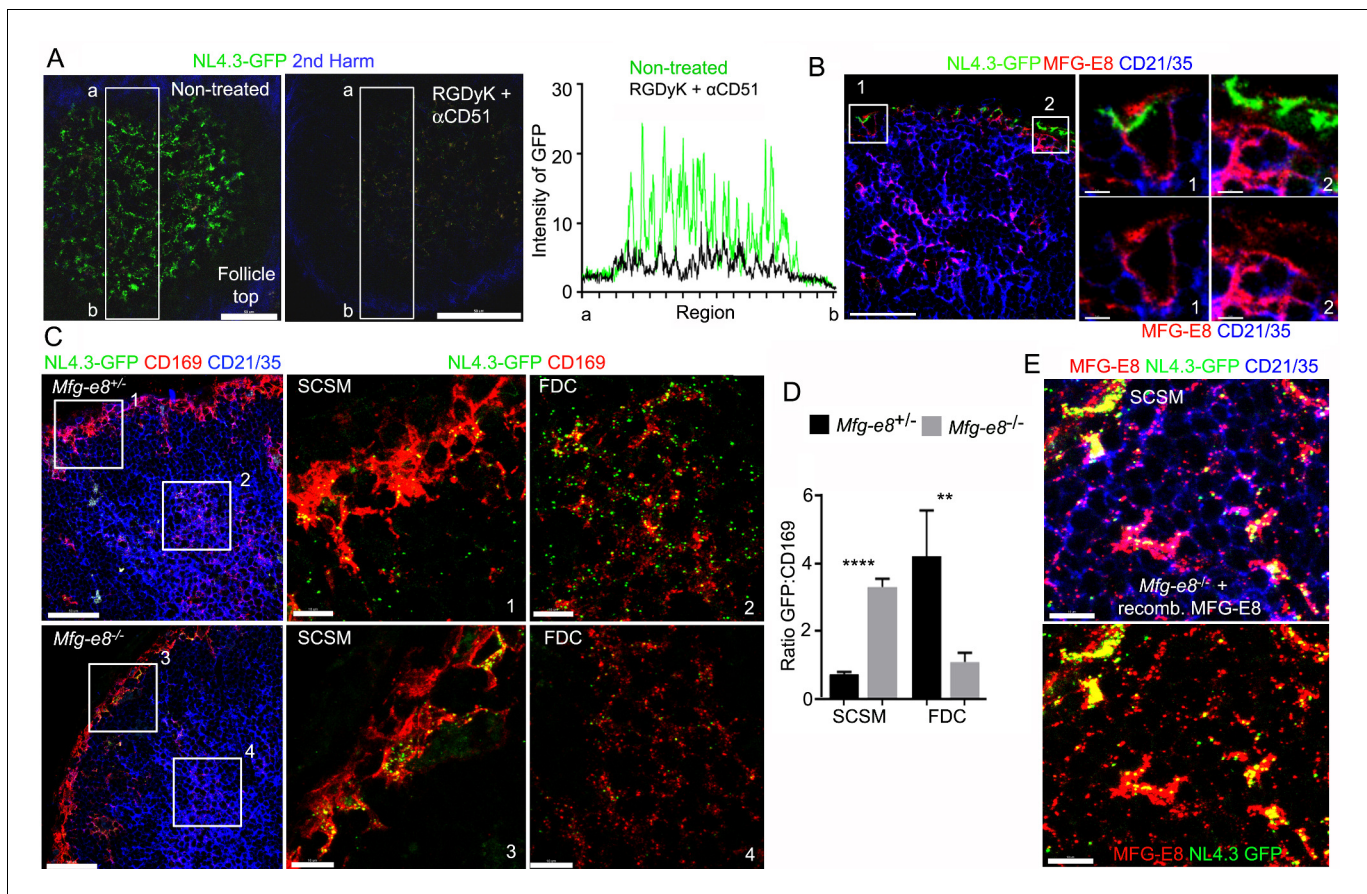 A
NL4.3-GFP 2nd Harm
a
Non-treated
b
Follicle
top
50 µm
a
RGDyK +
αCD51
b
50 µm
Non-treated
RGDyK + αCD51
Intensity of GFP
30
20
10
0
a
Region
b
B
NL4.3-GFP MFG-E8 CD21/35
1
2
1
2
1
2
MFG-E8 CD21/35
C
NL4.3-GFP CD169 CD21/35
NL4.3-GFP CD169
Mfg-e8+/-
1
2
SCSM
1
FDC
2
Mfg-e8-/-
3
4
SCSM
3
FDC
4
D
Mfg-e8+/-
Mfg-e8-/-
Ratio GFP:CD169
6
4
2
0
****
**
SCSM
FDC
E
MFG-E8 NL4.3-GFP CD21/35
SCSM
Mfg-e8-/- +
recomb. MFG-E8
MFG-E8 NL4.3 GFP